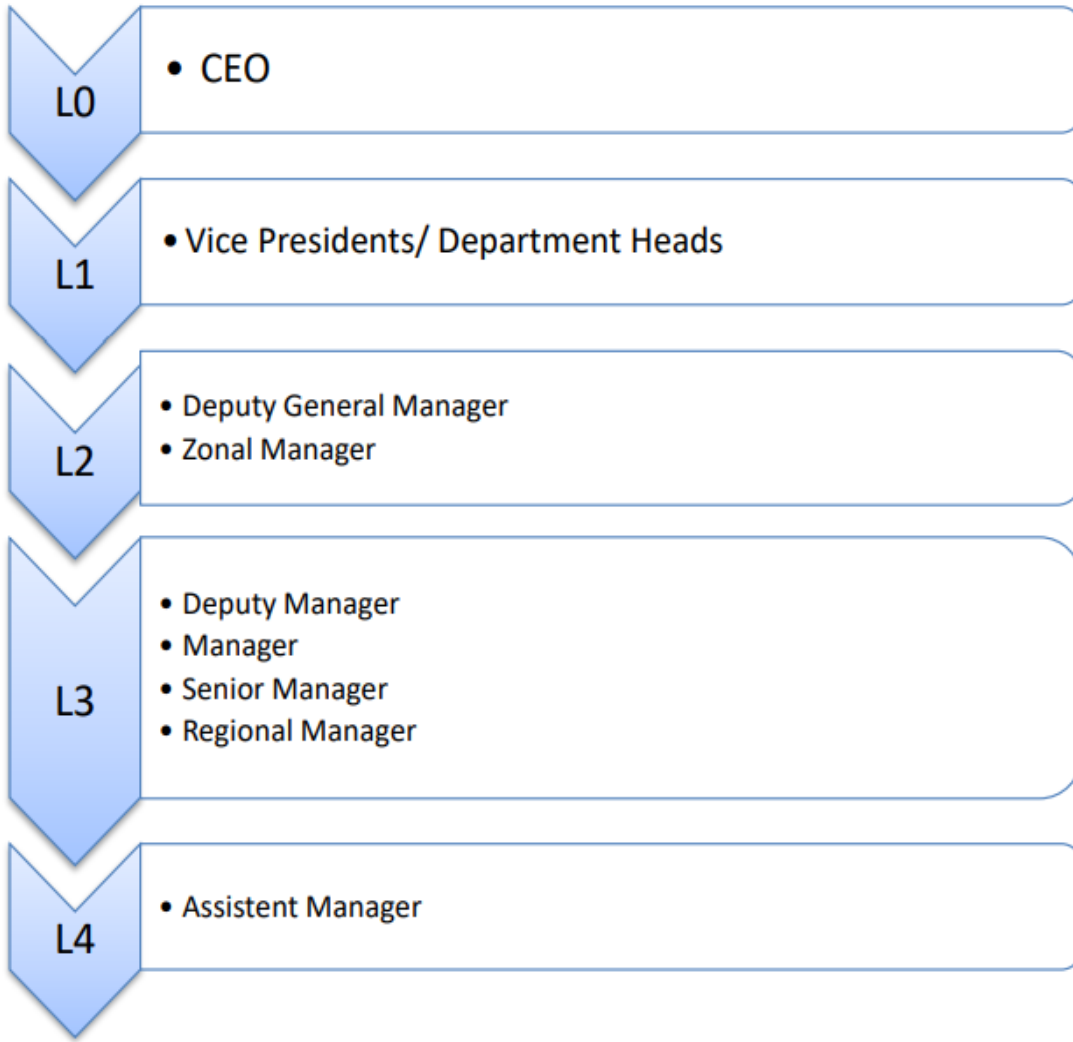 L0
• CEO
L1
• Vice Presidents/ Department Heads
L2
• Deputy General Manager
• Zonal Manager
L3
• Deputy Manager
• Manager
• Senior Manager
• Regional Manager
L4
• Assistent Manager